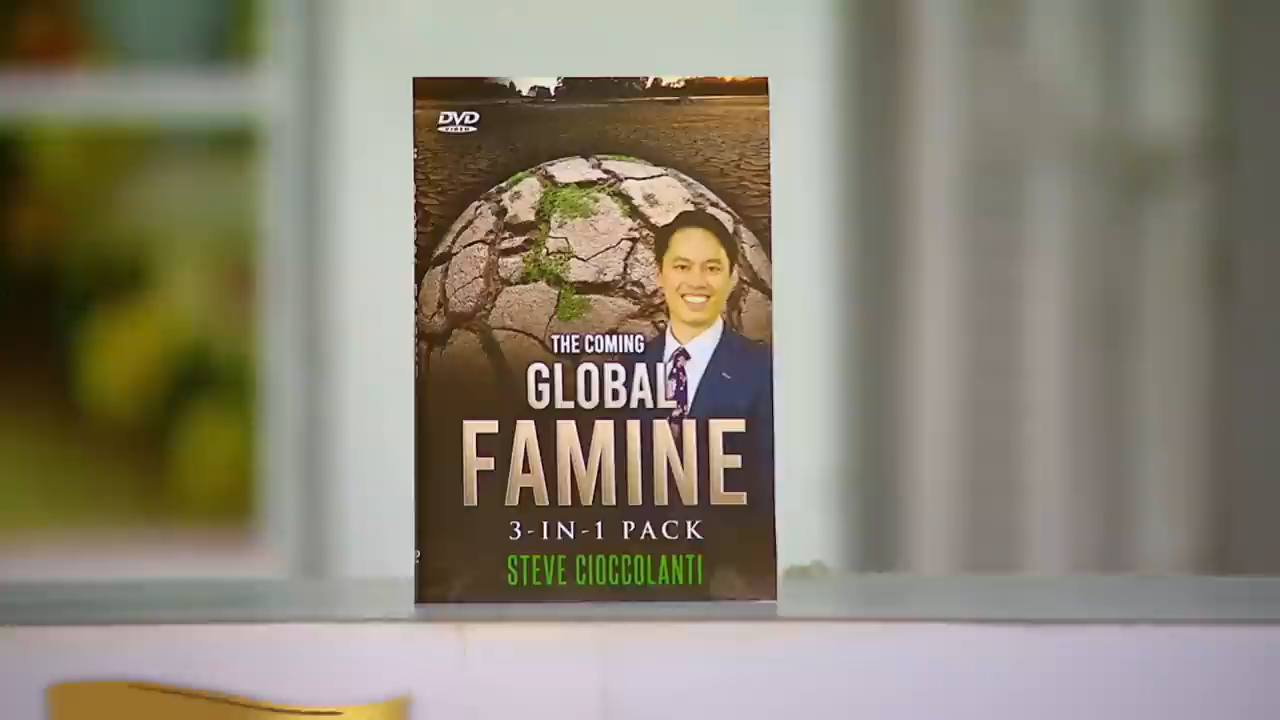 DVD
VIDEO
THE COMING
GLOBAL
FAMINE
3-IN-1 PACK
STEVE CIOCCOLANTI